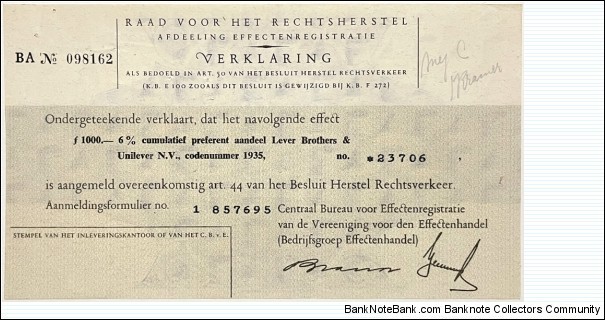 RAAD VOOR HET RECHTSHERSTEL
AFDEELING EFFECTENREGISTRATIE
BA No 098162
VERKLARING
ALS BEDOELD IN ART. 50 VAN HET BESLUIT HERSTEL RECHTSVERKEER
(K.B. E 100 ZOOALS DIT BESLUIT IS GEWIJZIGD BIJ K.B. F 272)
Ondergeteekende verklaart, dat het navolgende effect
ƒ 1000.— 6% cumulatief preferent aandeel Lever Brothers &
Unilever N.V., codenummer 1935, no. *23706 ,
is aangemeld overeenkomstig art. 44 van het Besluit Herstel Rechtsverkeer.
Aanmeldingsformulier no. 1 857695 Centraal Bureau voor Effectenregistratie
van de Vereeniging voor den Effectenhandel
(Bedrijfsgroep Effectenhandel)
STEMPEL VAN HET INLEVERINGSKANTOOR OF VAN HET C.B.v.E.
BankNoteBank.com - Banknote Collectors Community